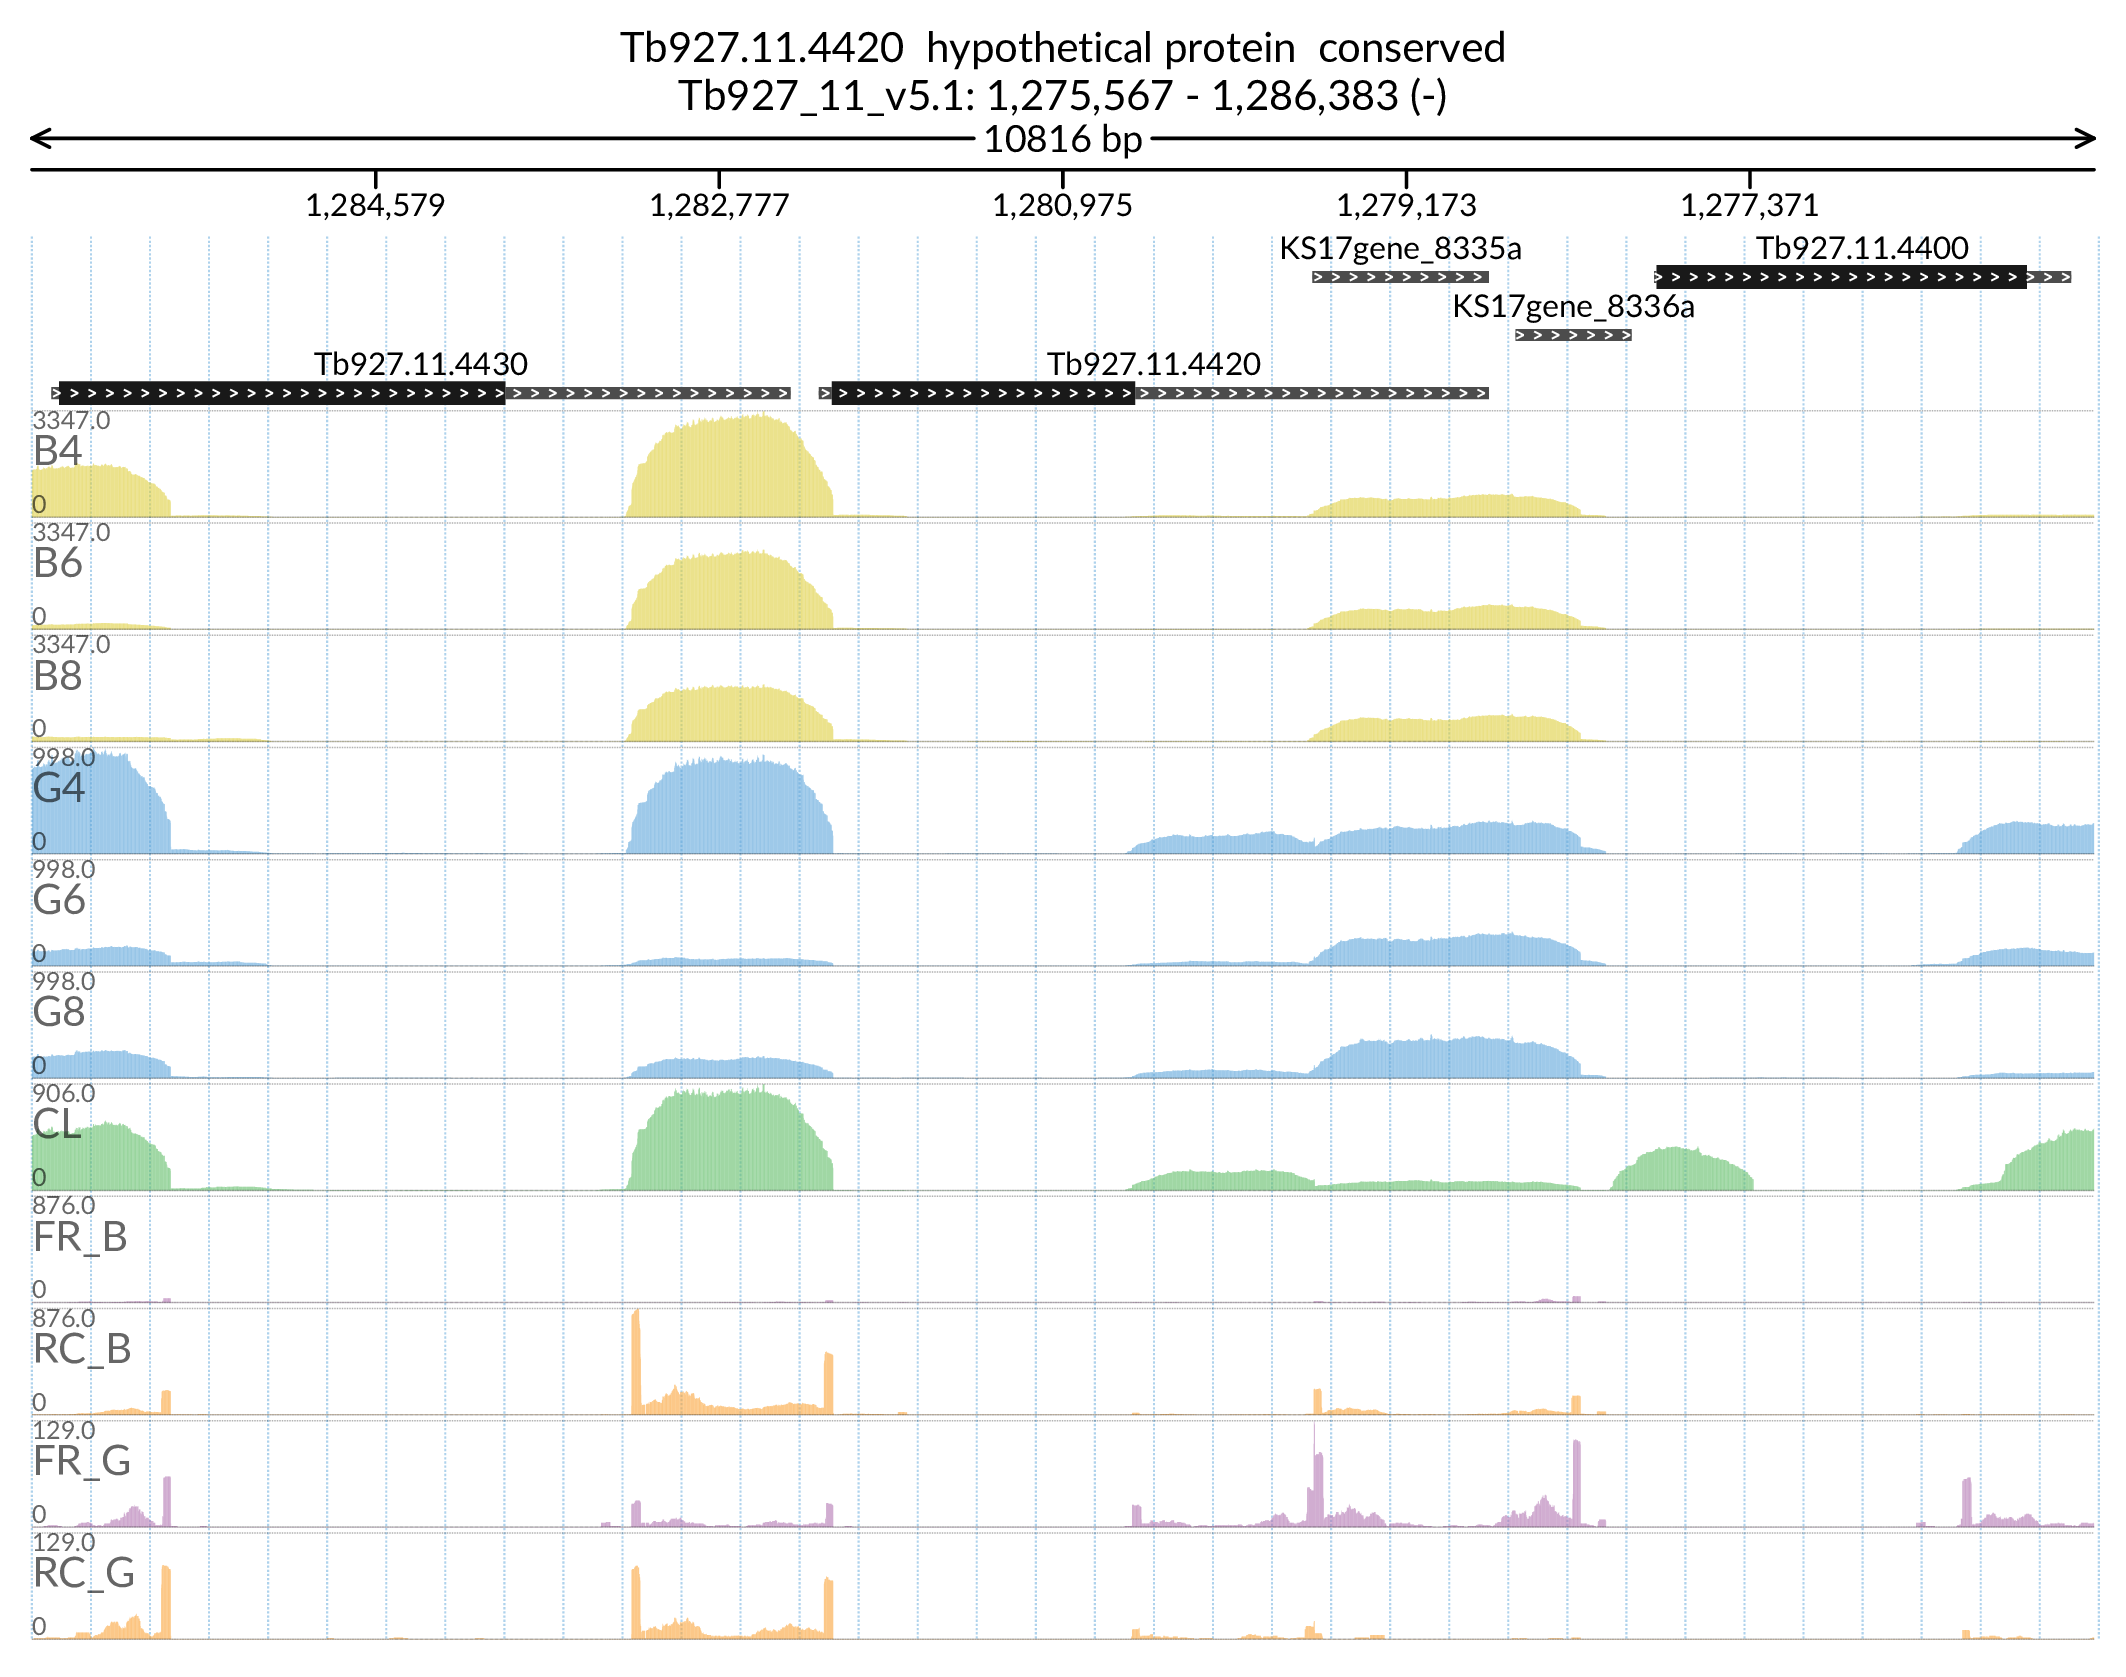 Tb927.11.4420  hypothetical protein  conserved
Tb927_11_v5.1: 1,275,567 - 1,286,383 (-)
10816 bp
1,284,579 1,282,777 1,280,975 1,279,173 1,277,371
KS17gene_8335a Tb927.11.4400
KS17gene_8336a
Tb927.11.4430 Tb927.11.4420
3347.0
B4
0
3347.0
B6
0
3347.0
B8
0
998.0
G4
0
998.0
G6
0
998.0
G8
0
906.0
CL
0
876.0
FR_B
0
876.0
RC_B
0
129.0
FR_G
0
129.0
RC_G
0